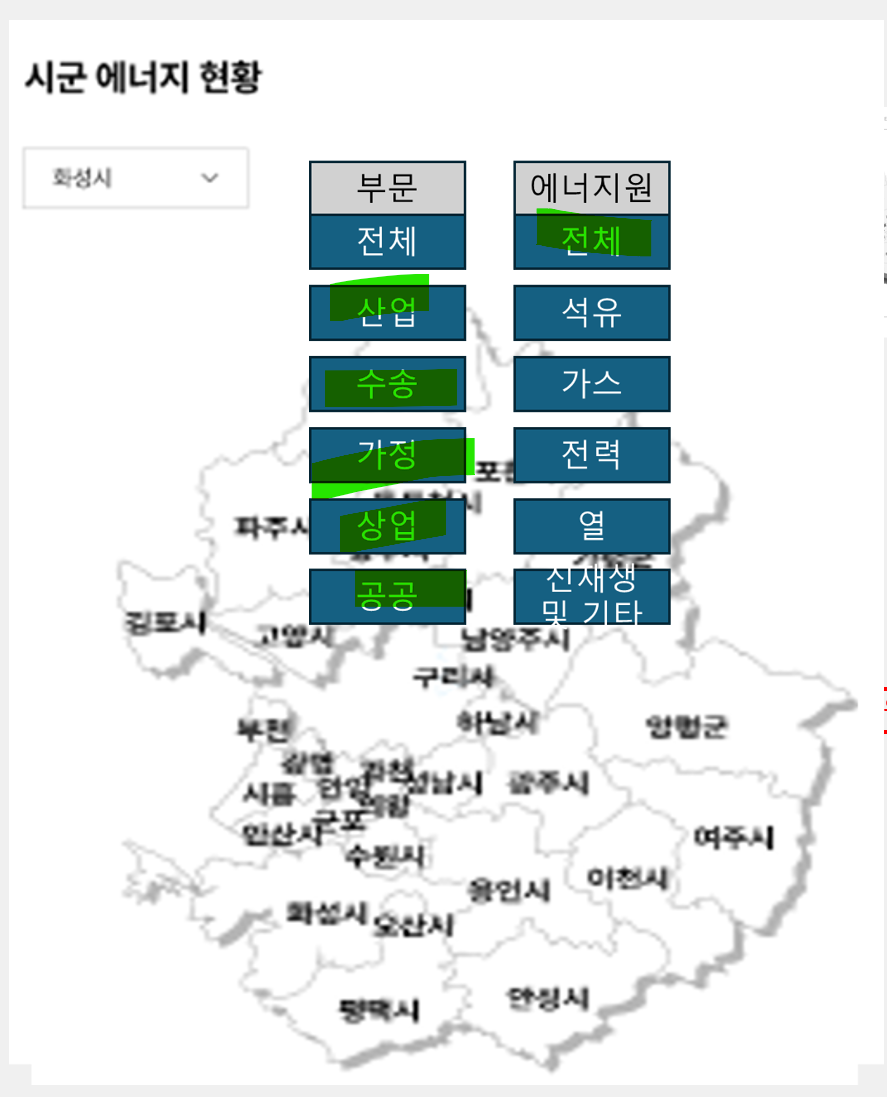 시군 에너지 현황
화성시
부문
에너지원
전체
전체
산업
석유
수송
가스
가정
전력
상업
열
공공
신재생
및 기타
파주시
김포시
고양시
남양주시
구리시
부천
하남시
양평군
광명
과천
시흥
안양
성남시
광주시
의왕
군포
안산시
여주시
수원시
이천시
용인시
화성시
오산시
평택시
안성시